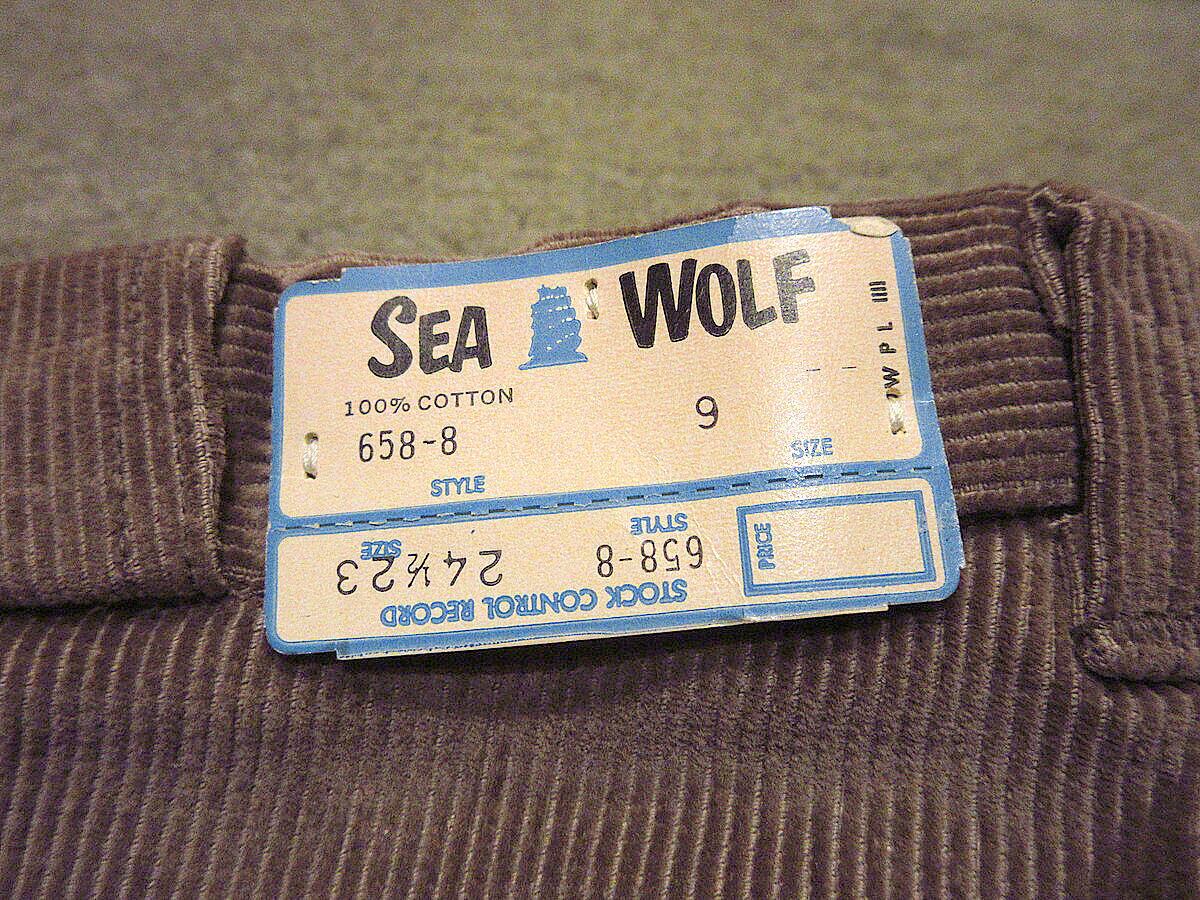 SEA WOLF
100% COTTON
658-8 9
STYLE SIZE
WPL
PRICE
STOCK CONTROL RECORD
658-8 24½23
STYLE SIZE